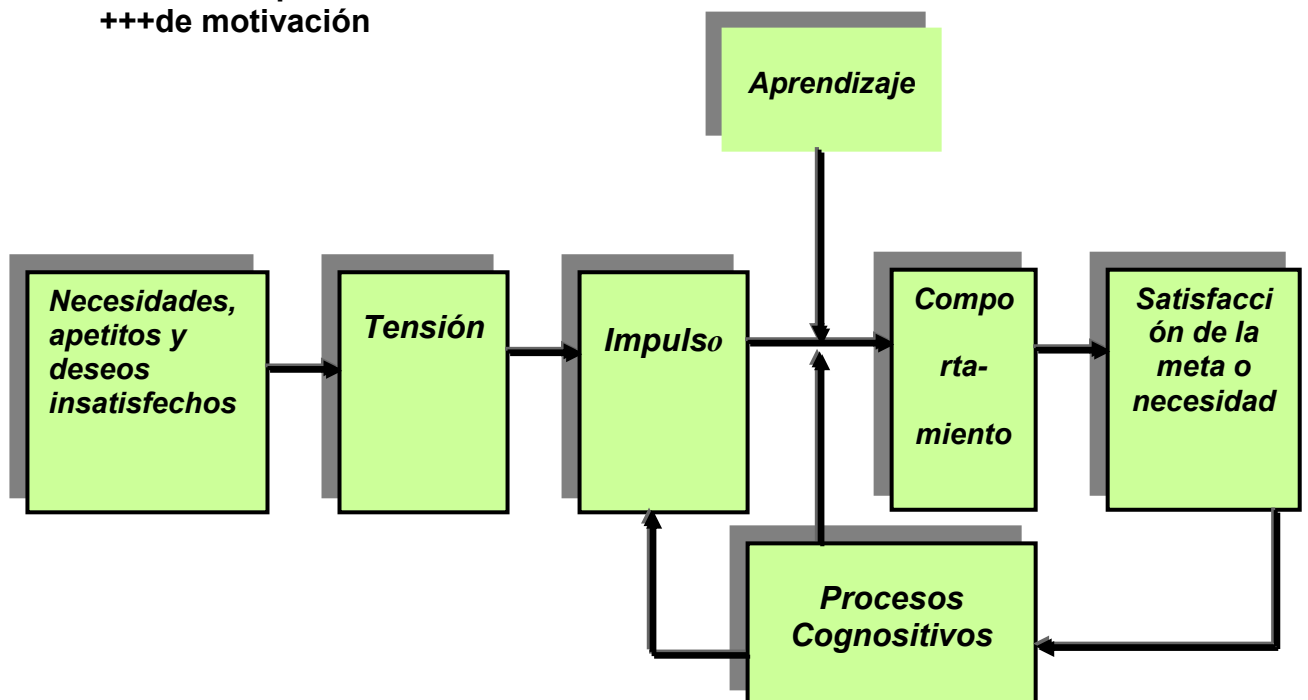 +++de motivación
Aprendizaje
Necesidades,
apetitos y
deseos
insatisfechos
Tensión
Impulso
Compo
rta-
miento
Satisfacci
ón de la
meta o
necesidad
Procesos
Cognositivos